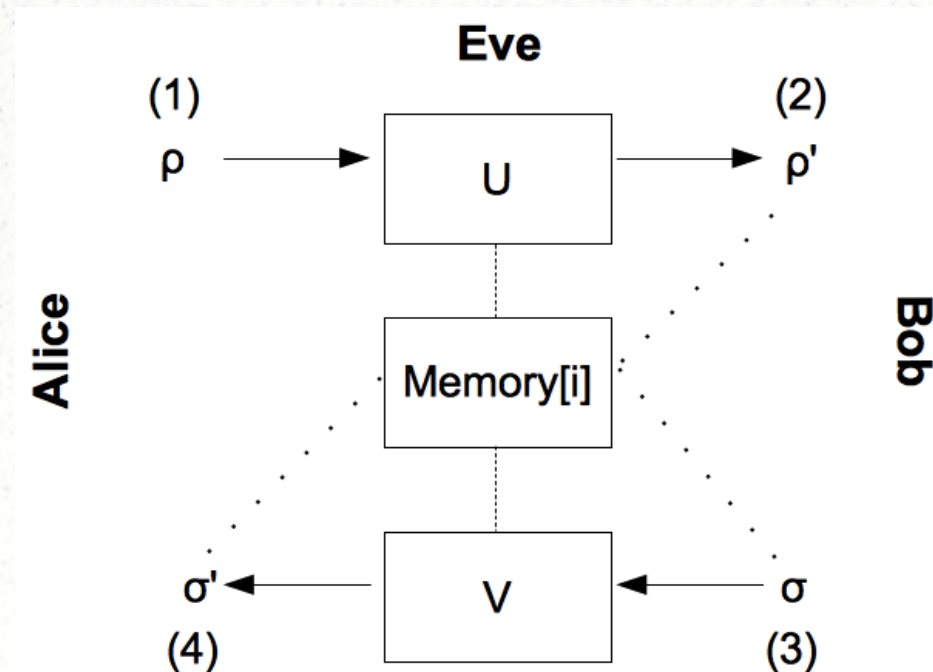 Eve
(1)
(2)
ρ
U
ρ'
Alice
Memory[i]
Bob
σ'
V
σ
(4)
(3)